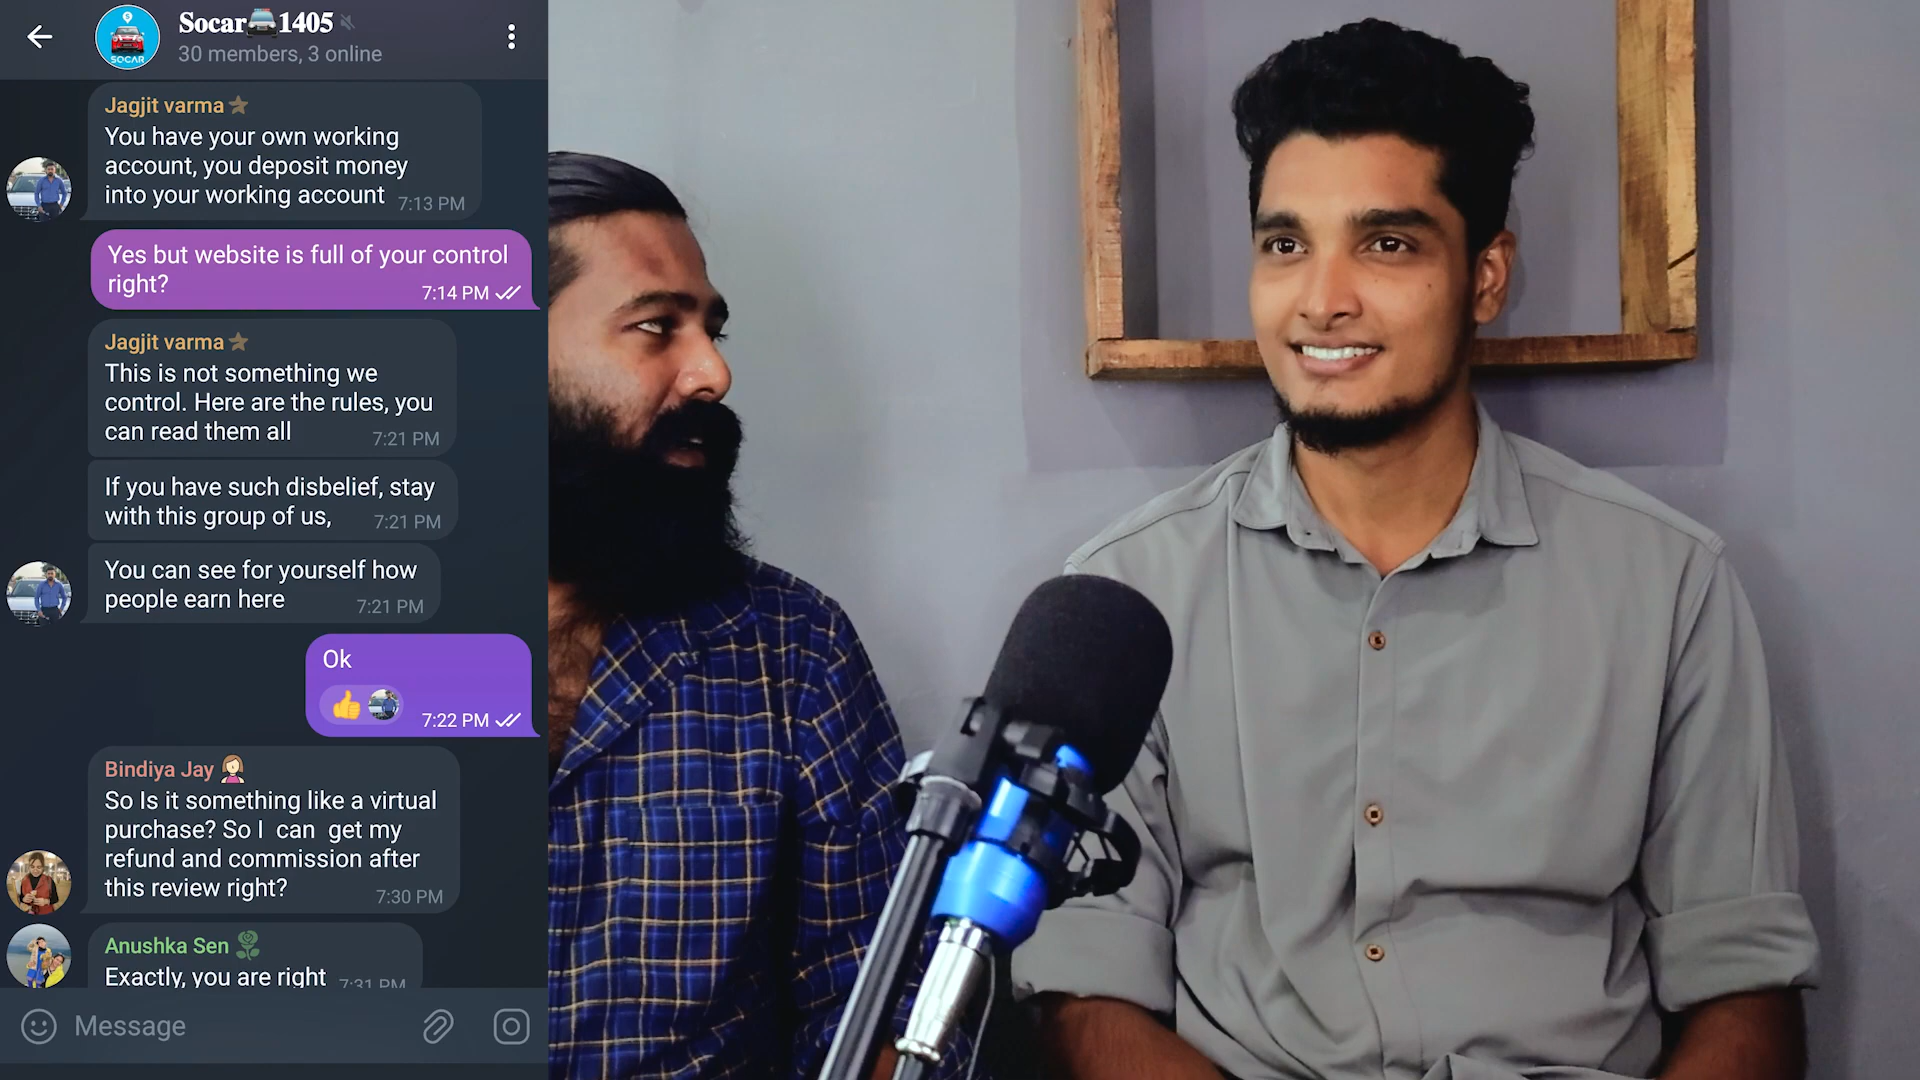 Socar🚔1405
30 members, 3 online
SOCAR
Jagjit varma
You have your own working
account, you deposit money
into your working account 7:13 PM
Yes but website is full of your control
right? 7:14 PM
Jagjit varma
This is not something we
control. Here are the rules, you
can read them all 7:21 PM
If you have such disbelief, stay
with this group of us, 7:21 PM
You can see for yourself how
people earn here 7:21 PM
Ok
👍 7:22 PM
Bindiya Jay
So Is it something like a virtual
purchase? So I can get my
refund and commission after
this review right? 7:30 PM
Anushka Sen
Exactly, you are right 7:31 PM
Message